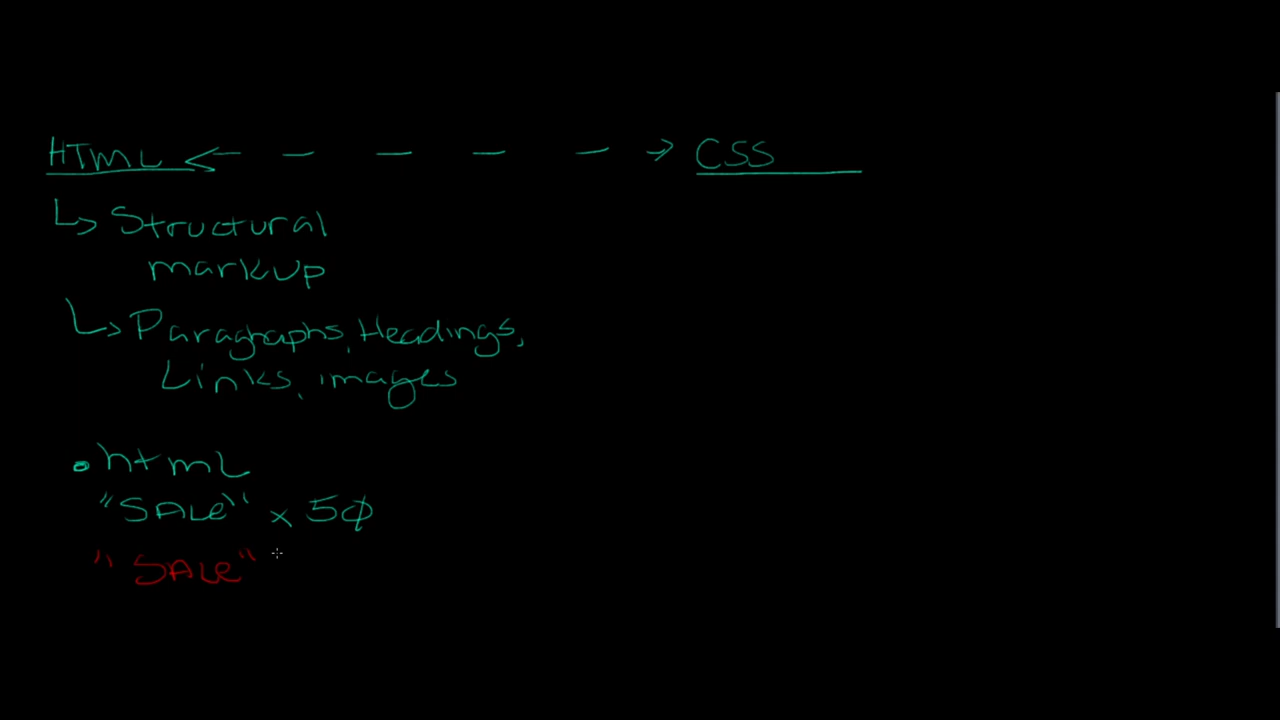 HTML <- - - - - -> CSS
↳ Structural
markup
↳ Paragraphs, Headings,
Links, images
• html
"SALe" x 50
"SALe"